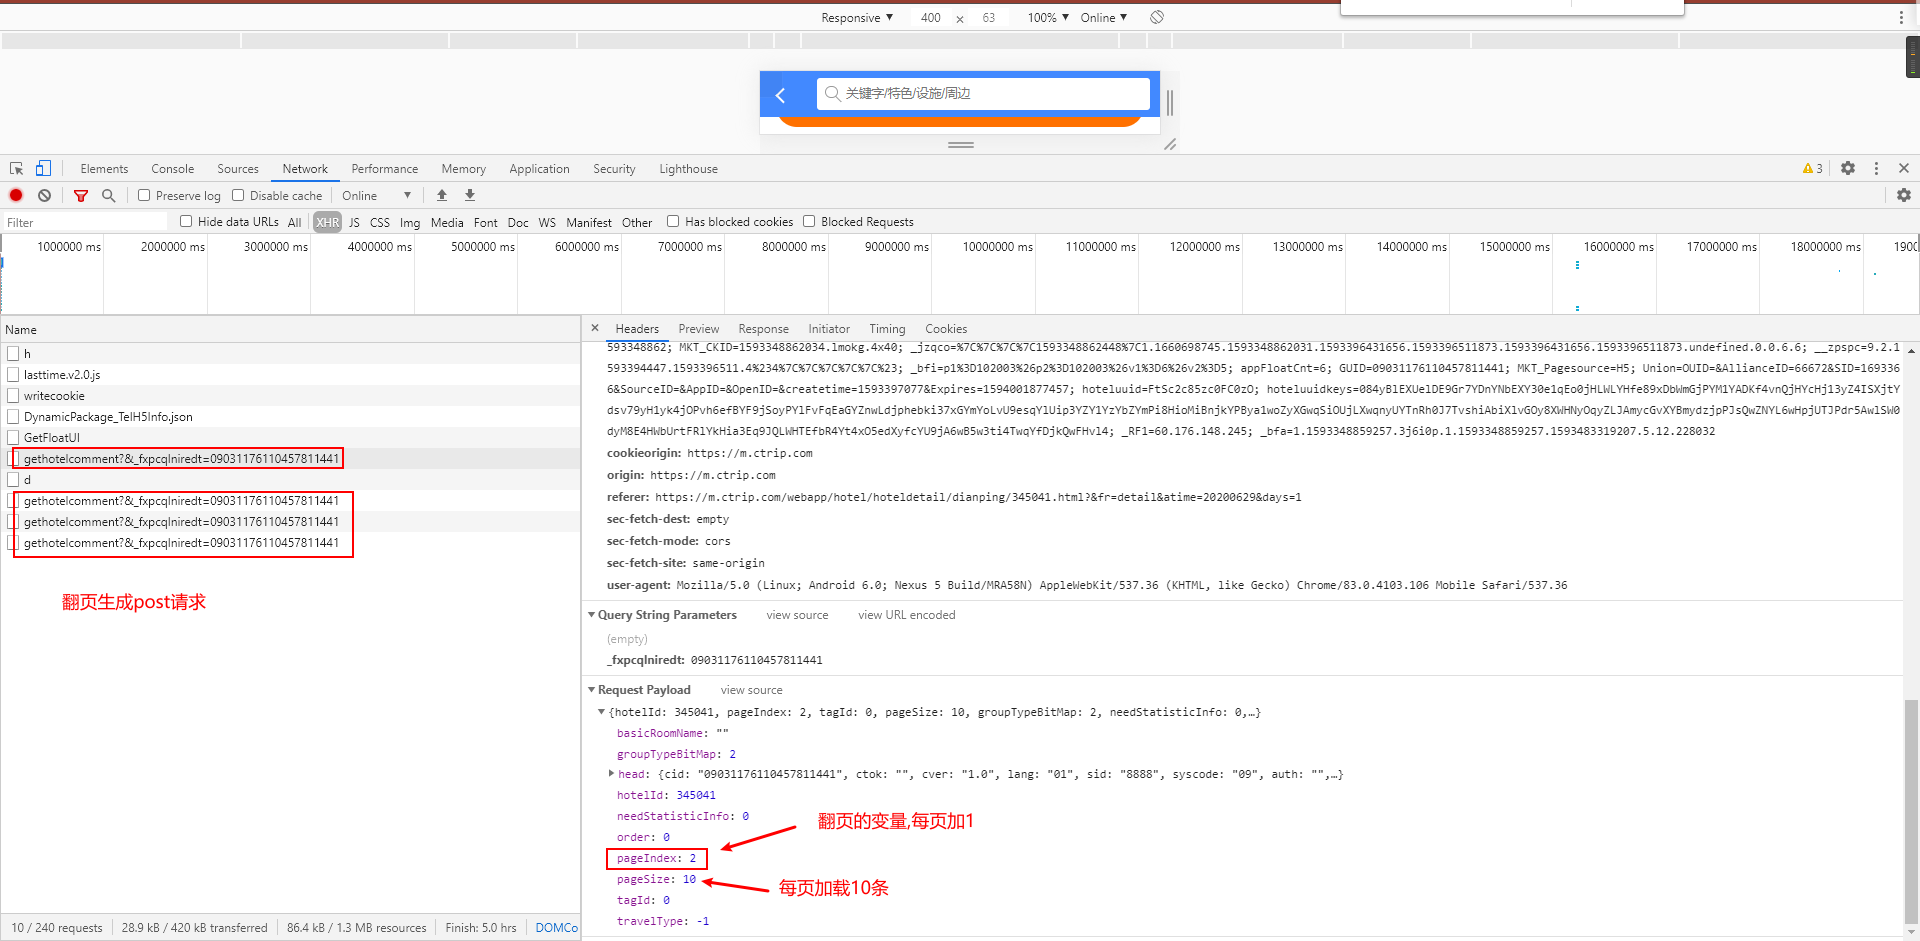 Responsive ▼ 400 × 63 100% ▼ Online ▼
关键字/特色/设施/周边
Elements Console Sources Network Performance Memory Application Security Lighthouse 3
Preserve log Disable cache Online ▼
Filter Hide data URLs All XHR JS CSS Img Media Font Doc WS Manifest Other Has blocked cookies Blocked Requests
1000000 ms 2000000 ms 3000000 ms 4000000 ms 5000000 ms 6000000 ms 7000000 ms 8000000 ms 9000000 ms 10000000 ms 11000000 ms 12000000 ms 13000000 ms 14000000 ms 15000000 ms 16000000 ms 17000000 ms 18000000 ms 1900
Name
h
lasttime.v2.0.js
writecookie
DynamicPackage_TelH5Info.json
GetFloatUI
gethotelcomment?&_fxpcqlniredt=09031176110457811441
d
gethotelcomment?&_fxpcqlniredt=09031176110457811441
gethotelcomment?&_fxpcqlniredt=09031176110457811441
gethotelcomment?&_fxpcqlniredt=09031176110457811441
翻页生成post请求
10 / 240 requests 28.9 kB / 420 kB transferred 86.4 kB / 1.3 MB resources Finish: 5.0 hrs DOMCo
× Headers Preview Response Initiator Timing Cookies
593348862; MKT_CKID=1593348862034.lmokg.4x40; _jzqco=%7C%7C%7C%7C1593348862448%7C1.1660698745.1593348862031.1593396431656.1593396511873.1593396431656.1593396511873.undefined.0.0.6.6; __zpspc=9.2.1
593394447.1593396511.4%234%7C%7C%7C%7C%7C%23; _bfi=p1%3D102003%26p2%3D102003%26v1%3D6%26v2%3D5; appFloatCnt=6; GUID=09031176110457811441; MKT_Pagesource=H5; Union=OUID=&AllianceID=66672&SID=169336
6&SourceID=&AppID=&OpenID=&createtime=1593397077&Expires=1594001877457; hoteluuid=FtSc2c85zc0FC0zO; hoteluuidkeys=084yBlEXUelDE9Gr7YDnYNbEXY30e1qEo0jHLWLYHfe89xDbWmGjPYM1YADKf4vnQjHYcHj13yZ4ISXjtY
dsv79yH1yk4jOPvh6efBYF9jSoyPYlFvFqEaGYZnwLdjphebki37xGYmYoLvU9esqYlUip3YZY1YzYbZYmPi8HioMiBnjkYPBya1woZyXGwqSiOUjLXwqnyUYTnRh0J7TvshiAbiXlvGOy8XWHNyOqyZLJAmycGvXYBmydzjpPJsQwZNYL6wHpjUTJPdr5AwlSW0
dyM8E4HWbUrtFRlYkHia3Eq9JQLWHTEfbR4Yt4xO5edXyfcYU9jA6wB5w3ti4TwqYfDjkQwFHvl4; _RF1=60.176.148.245; _bfa=1.1593348859257.3j6i0p.1.1593348859257.1593483319207.5.12.228032
cookieorigin: https://m.ctrip.com
origin: https://m.ctrip.com
referer: https://m.ctrip.com/webapp/hotel/hoteldetail/dianping/345041.html?&fr=detail&atime=20200629&days=1
sec-fetch-dest: empty
sec-fetch-mode: cors
sec-fetch-site: same-origin
user-agent: Mozilla/5.0 (Linux; Android 6.0; Nexus 5 Build/MRA58N) AppleWebKit/537.36 (KHTML, like Gecko) Chrome/83.0.4103.106 Mobile Safari/537.36
Query String Parameters view source view URL encoded
(empty)
_fxpcqlniredt: 09031176110457811441
Request Payload view source
{hotelId: 345041, pageIndex: 2, tagId: 0, pageSize: 10, groupTypeBitMap: 2, needStatisticInfo: 0,…}
basicRoomName: ""
groupTypeBitMap: 2
head: {cid: "09031176110457811441", ctok: "", cver: "1.0", lang: "01", sid: "8888", syscode: "09", auth: "",…}
hotelId: 345041
needStatisticInfo: 0
order: 0
翻页的变量,每页加1
pageIndex: 2
pageSize: 10
每页加载10条
tagId: 0
travelType: -1